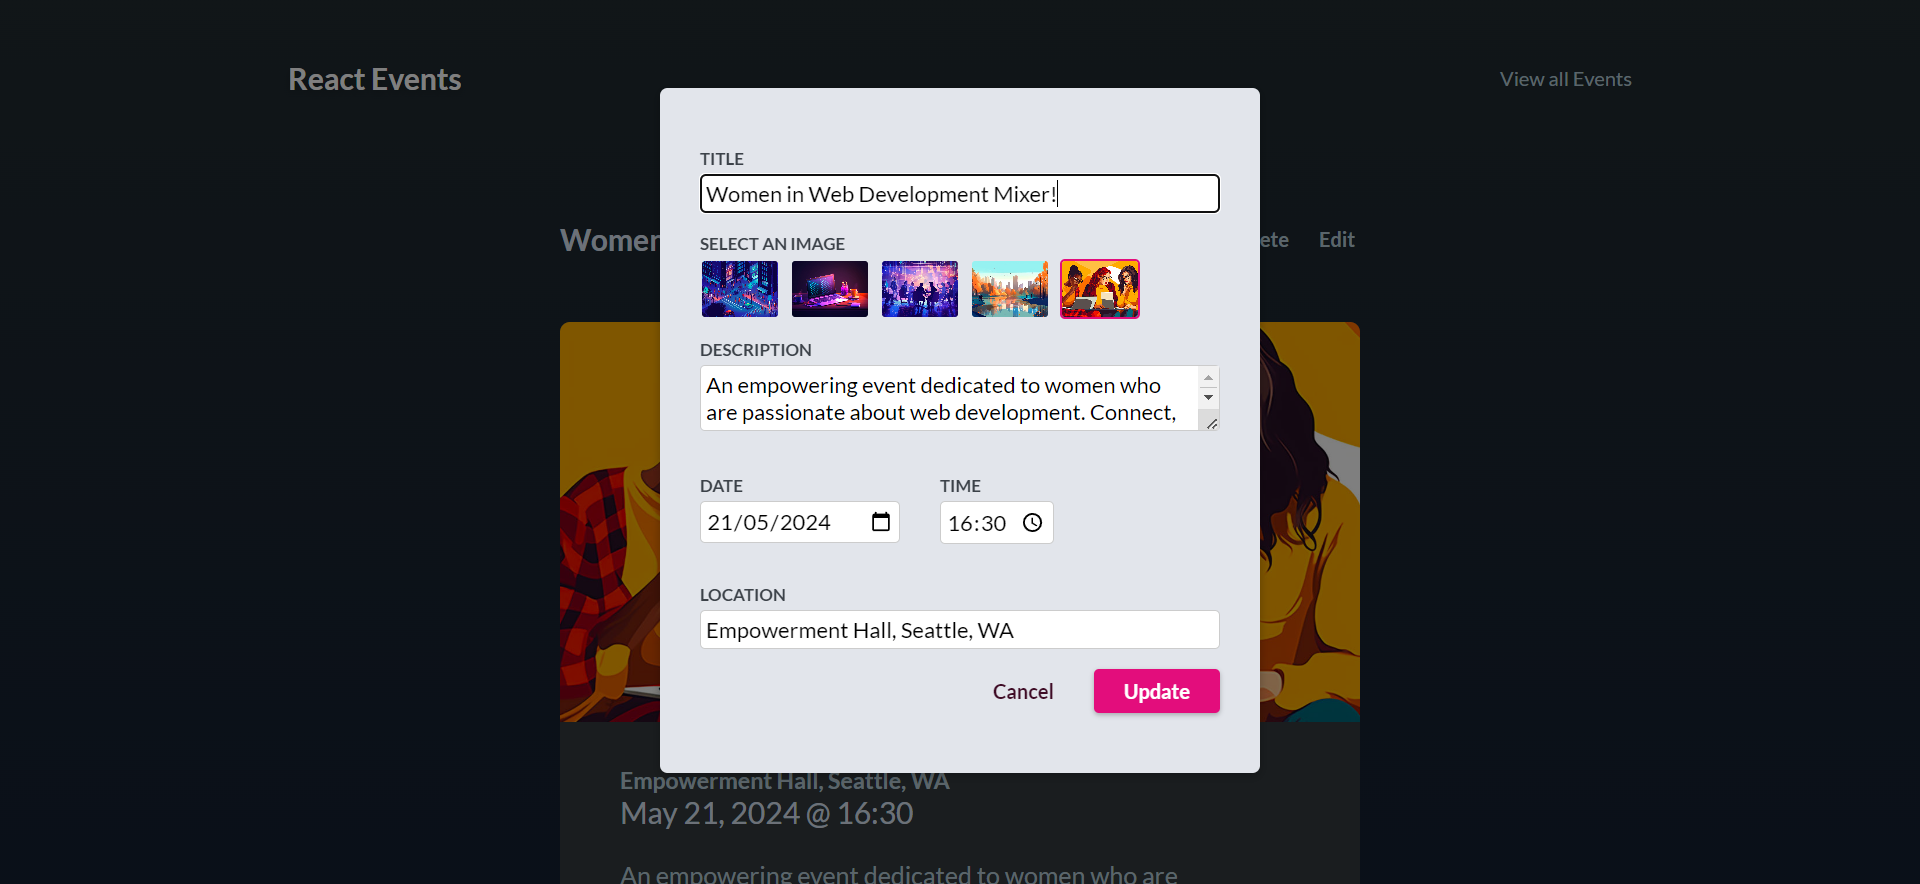 React Events
View all Events
TITLE
Women in Web Development Mixer!
Women
Edit
SELECT AN IMAGE
DESCRIPTION
An empowering event dedicated to women who
are passionate about web development. Connect,
DATE
TIME
21/05/2024
16:30
LOCATION
Empowerment Hall, Seattle, WA
Cancel
Update
Empowerment Hall, Seattle, WA
May 21, 2024 @ 16:30
An empowering event dedicated to women who are